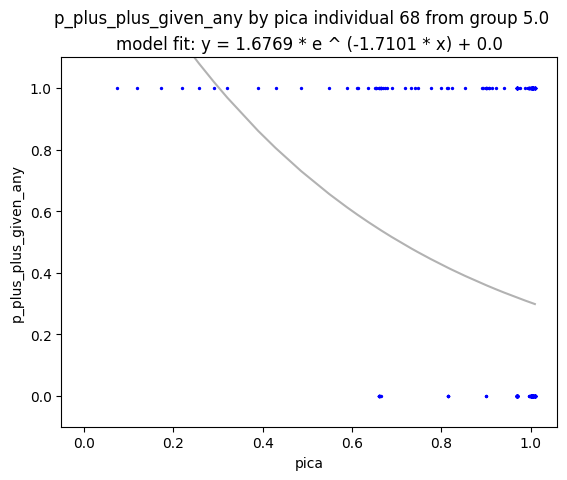 p_plus_plus_given_any by pica individual 68 from group 5.0
model fit: y = 1.6769 * e ^ (-1.7101 * x) + 0.0
1.0
0.8
0.6
0.4
0.2
0.0
p_plus_plus_given_any
0.0 0.2 0.4 0.6 0.8 1.0
pica